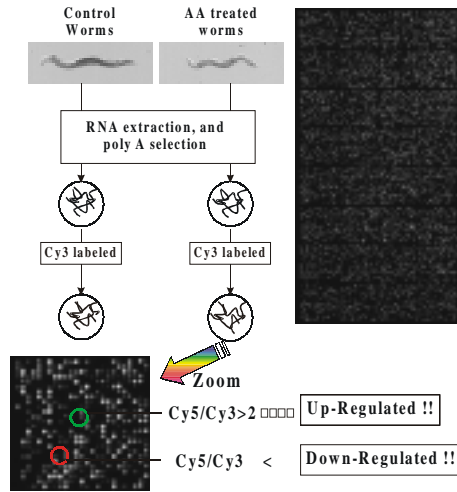 Control
Worms
AA treated
worms
RNA extraction, and
poly A selection
Cy3 labeled
Cy3 labeled
Zoom
Cy5/Cy3>2 □□□□ Up-Regulated !!
Cy5/Cy3 < Down-Regulated !!